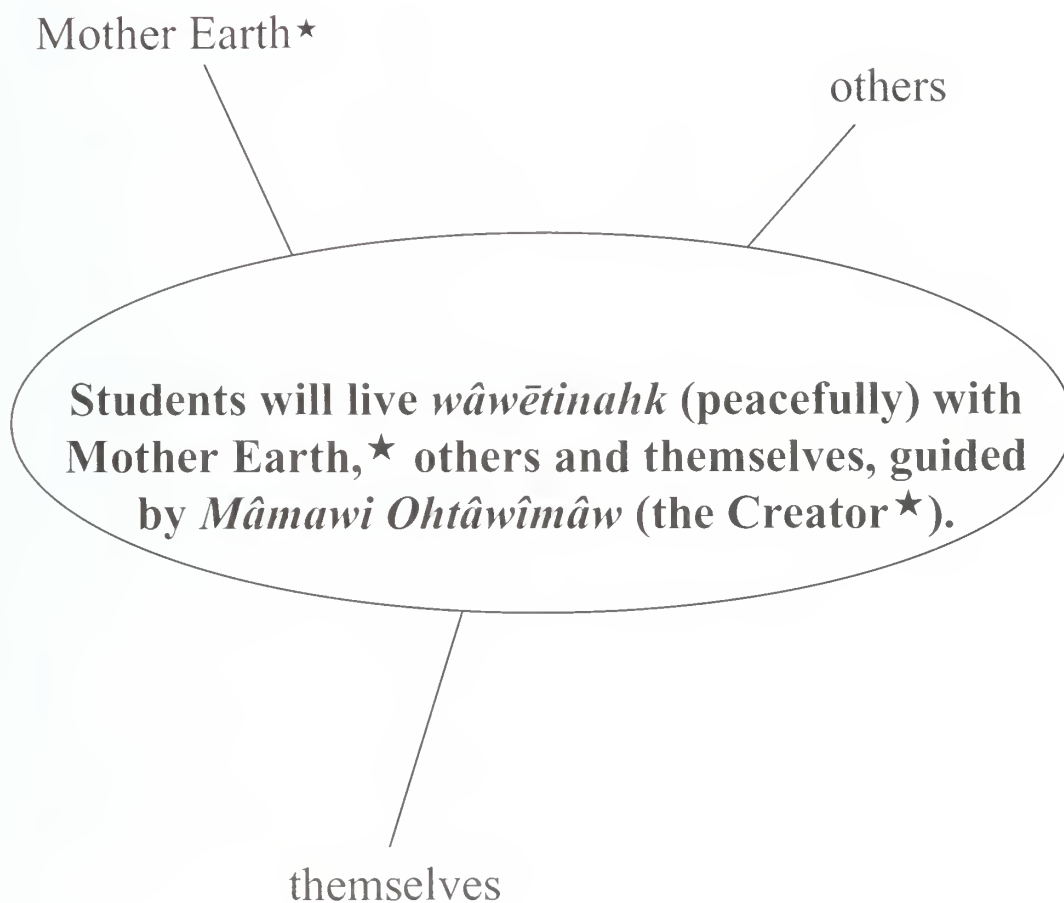 Mother Earth★
others
Students will live wâwētinahk (peacefully) with
Mother Earth,★ others and themselves, guided
by Mâmawi Ohtâwîmâw (the Creator★).
themselves